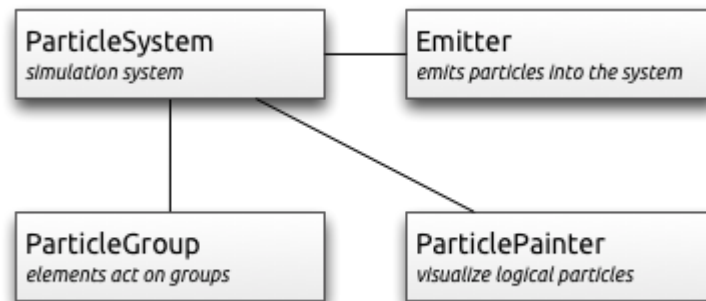 ParticleSystem
simulation system
Emitter
emits particles into the system
ParticleGroup
elements act on groups
ParticlePainter
visualize logical particles